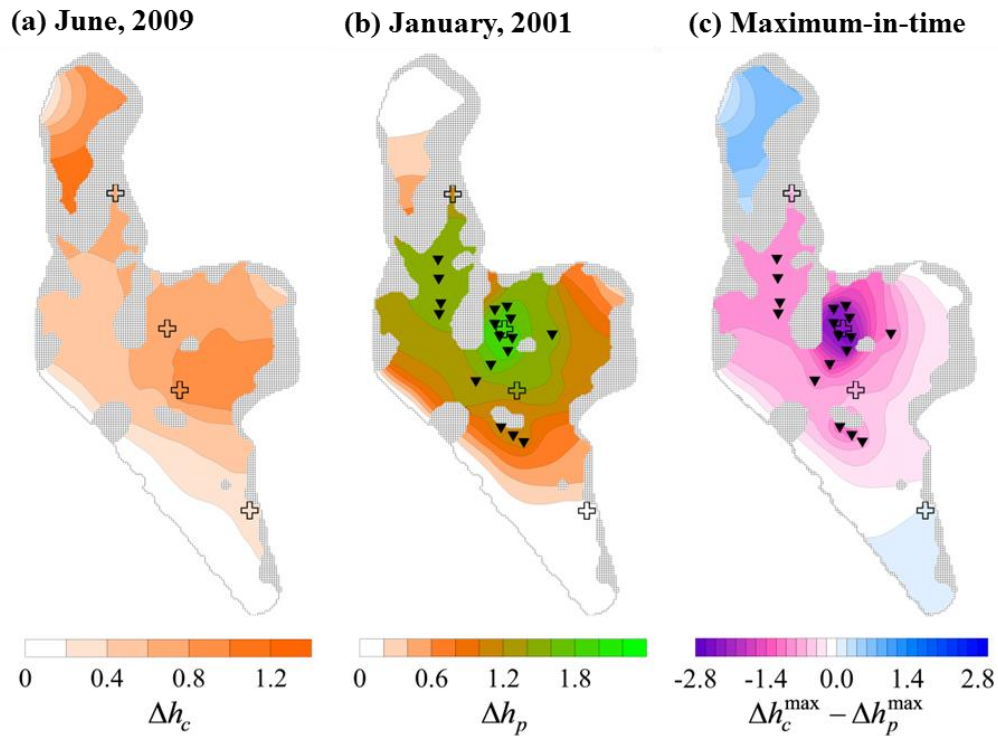 (a) June, 2009
(b) January, 2001
(c) Maximum-in-time
0 0.4 0.8 1.2
Δh_c
0 0.6 1.2 1.8
Δh_p
-2.8 -1.4 0.0 1.4 2.8
Δh_c^max − Δh_p^max